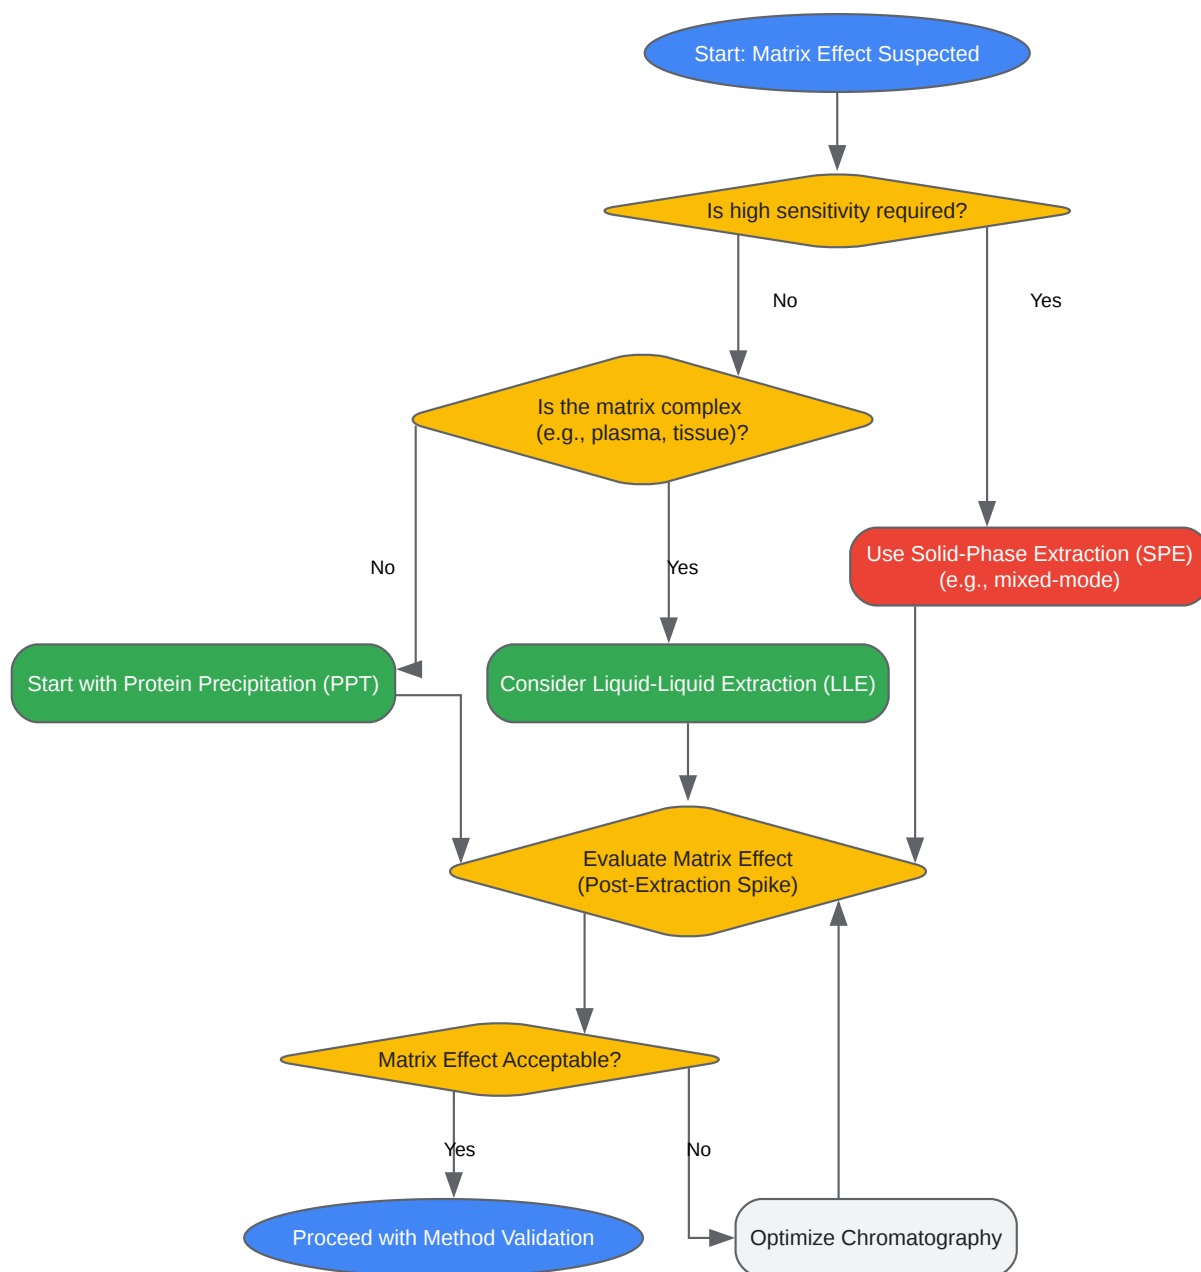 Start: Matrix Effect Suspected
Is high sensitivity required?
No
Yes
Is the matrix complex
(e.g., plasma, tissue)?
No
Yes
Use Solid-Phase Extraction (SPE)
(e.g., mixed-mode)
Start with Protein Precipitation (PPT)
Consider Liquid-Liquid Extraction (LLE)
Evaluate Matrix Effect
(Post-Extraction Spike)
Matrix Effect Acceptable?
Yes
No
Proceed with Method Validation
Optimize Chromatography